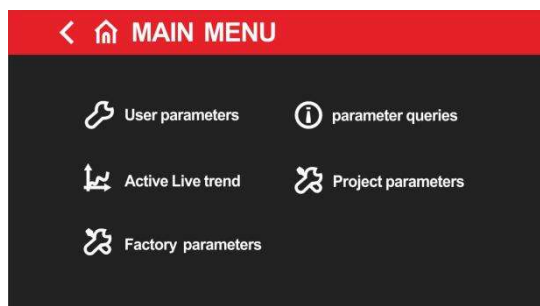 MAIN MENU
User parameters
parameter queries
Active Live trend
Project parameters
Factory parameters